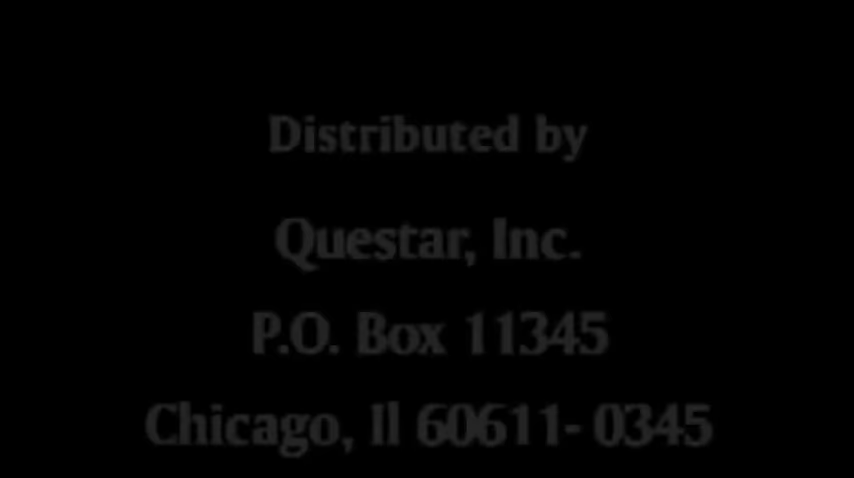 Distributed by
Questar, Inc.
P.O. Box 11345
Chicago, Il 60611- 0345